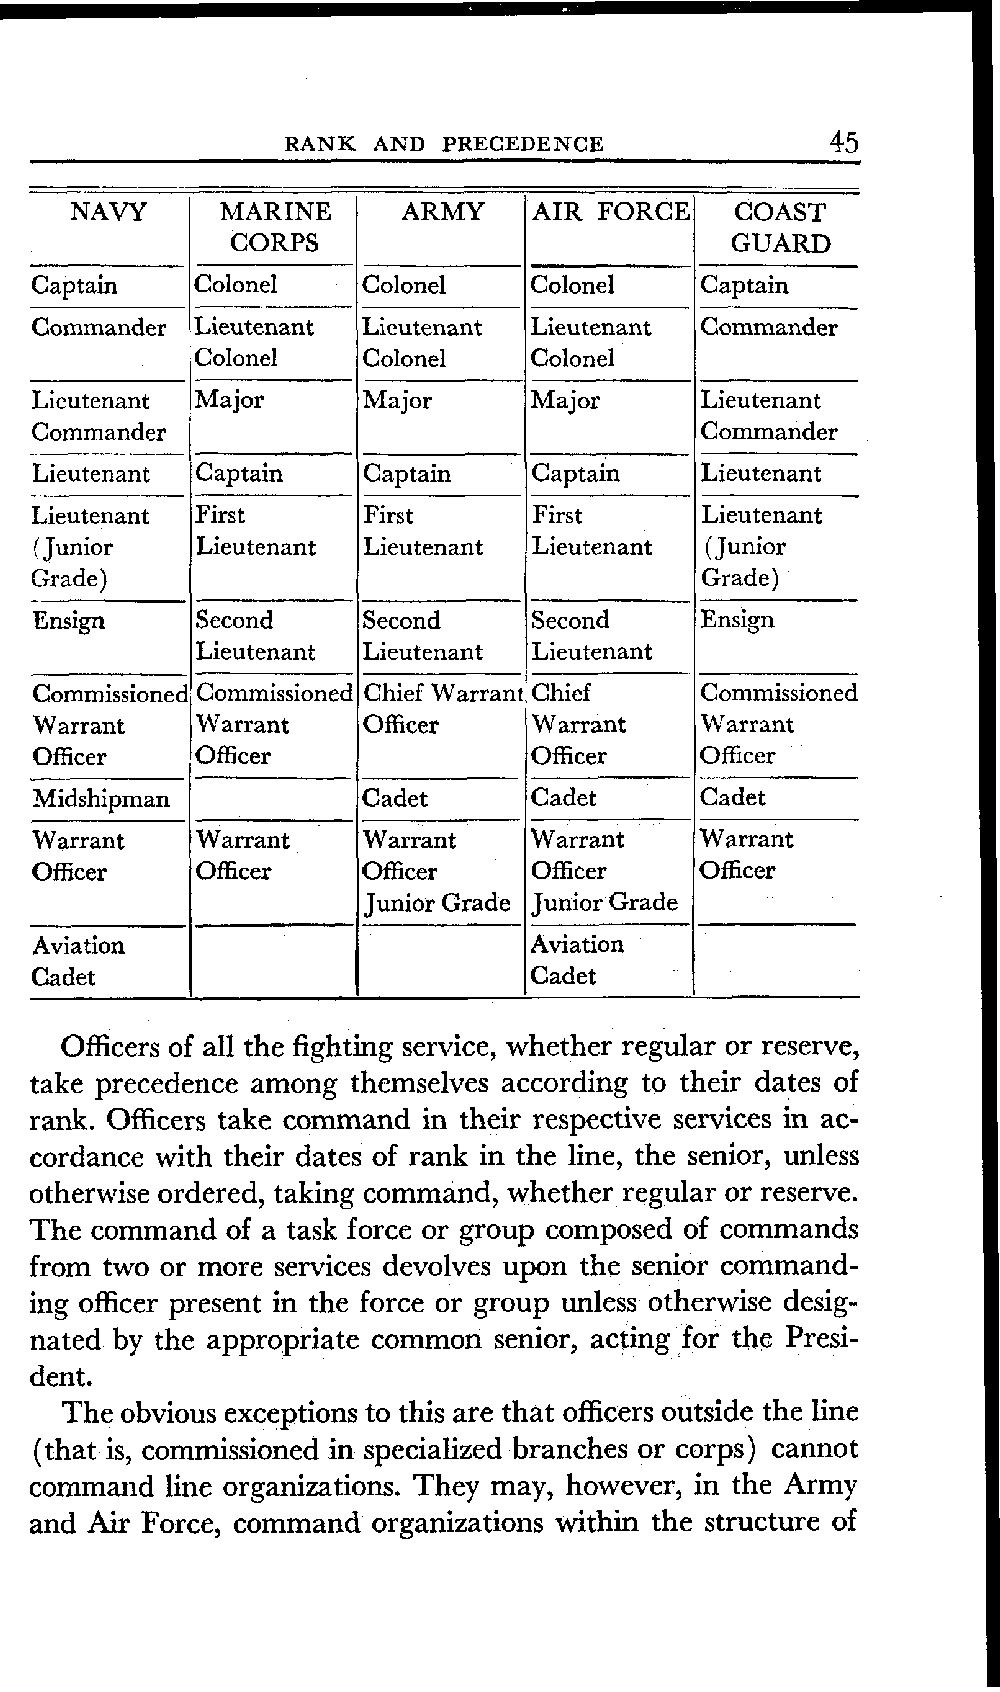 RANK AND PRECEDENCE 45
NAVY MARINE ARMY AIR FORCE COAST
CORPS GUARD
Captain Colonel Colonel Colonel Captain
Commander Lieutenant Lieutenant Lieutenant Commander
Colonel Colonel Colonel
Lieutenant Major Major Major Lieutenant
Commander Commander
Lieutenant Captain Captain Captain Lieutenant
Lieutenant First First First Lieutenant
(Junior Lieutenant Lieutenant Lieutenant (Junior
Grade) Grade)
Ensign Second Second Second Ensign
Lieutenant Lieutenant Lieutenant
Commissioned Commissioned Chief Warrant Chief Commissioned
Warrant Warrant Officer Warrant Warrant
Officer Officer Officer Officer
Midshipman Cadet Cadet Cadet
Warrant Warrant Warrant Warrant Warrant
Officer Officer Officer Officer Officer
Junior Grade Junior Grade
Aviation Aviation
Cadet Cadet
Officers of all the fighting service, whether regular or reserve,
take precedence among themselves according to their dates of
rank. Officers take command in their respective services in ac-
cordance with their dates of rank in the line, the senior, unless
otherwise ordered, taking command, whether regular or reserve.
The command of a task force or group composed of commands
from two or more services devolves upon the senior command-
ing officer present in the force or group unless otherwise desig-
nated by the appropriate common senior, acting for the Presi-
dent.
The obvious exceptions to this are that officers outside the line
(that is, commissioned in specialized branches or corps) cannot
command line organizations. They may, however, in the Army
and Air Force, command organizations within the structure of